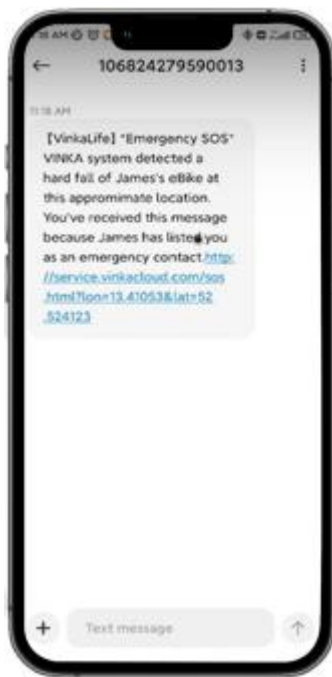 106824279590013
11:18 AM
【VinkaLife】"Emergency SOS"
VINKA system detected a
hard fall of James's eBike at
this appromimate location.
You've received this message
because James has listed you
as an emergency contact.http:
//service.vinkacloud.com/sos
.html?lon=13.41053&lat=52
.524123
Text message